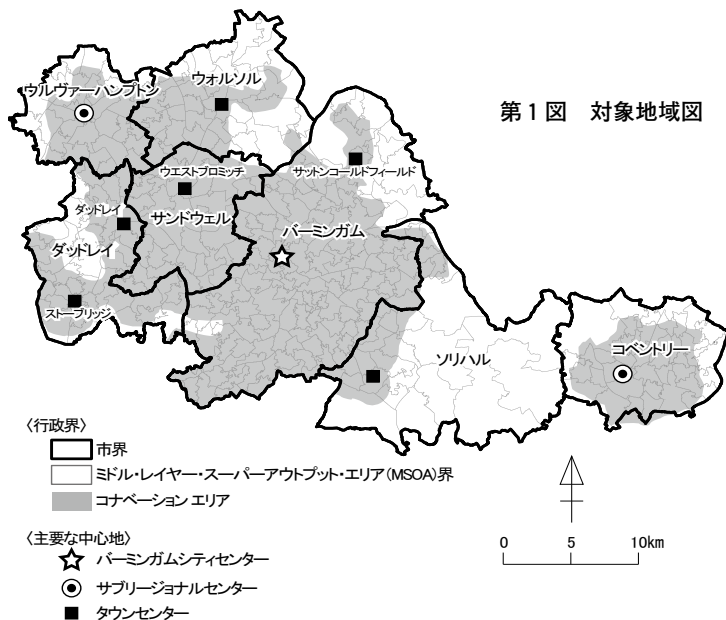 ウルヴァーハンプトン
ウォルソル
第1図 対象地域図
ウエストブロミッチ
サットンコールドフィールド
ダッドレイ
サンドウェル
バーミンガム
ダッドレイ
ストーブリッジ
ソリハル
コベントリー
〈行政界〉
市界
ミドル・レイヤー・スーパーアウトプット・エリア(MSOA)界
コナベーション エリア
〈主要な中心地〉
バーミンガムシティセンター
サブリージョナルセンター
タウンセンター
0 5 10km